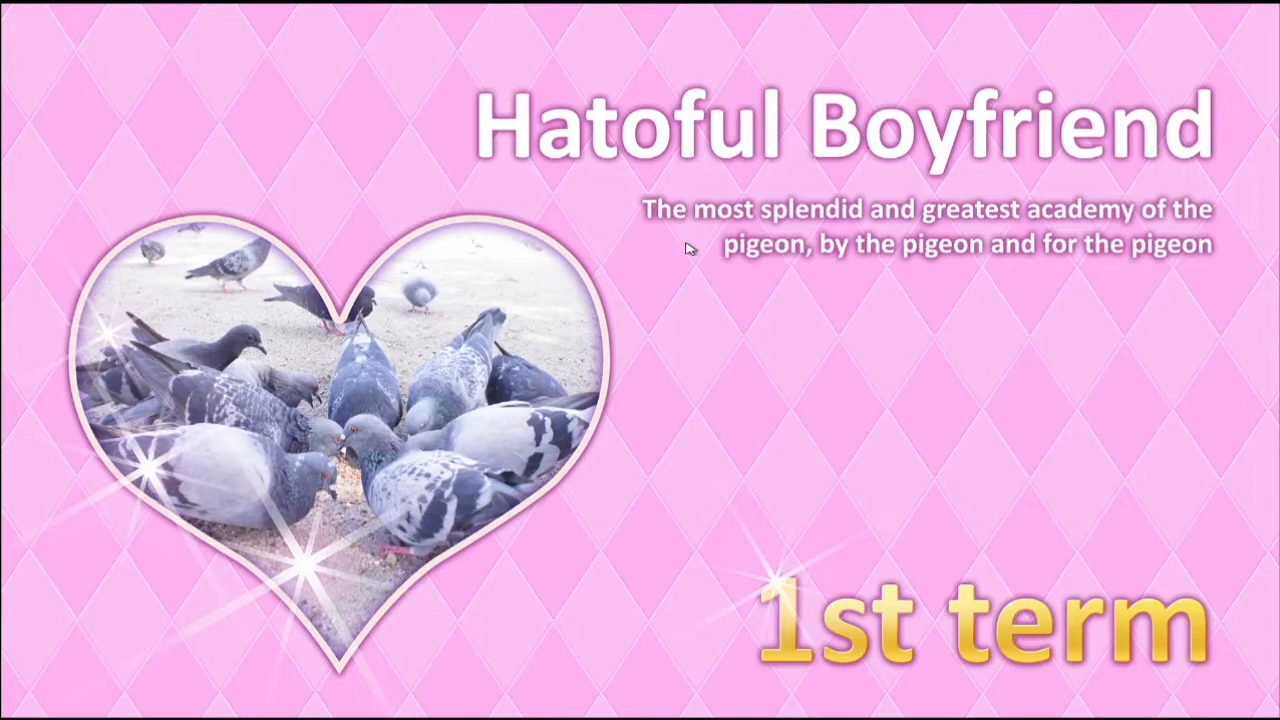 Hatoful Boyfriend
The most splendid and greatest academy of the
pigeon, by the pigeon and for the pigeon
1st term